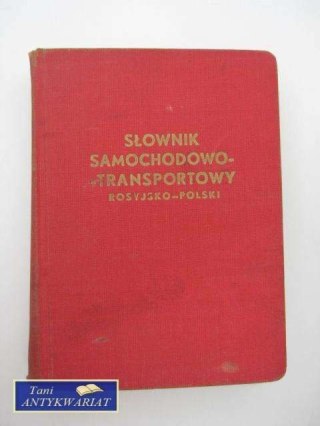 SŁOWNIK
SAMOCHODOWO-
-TRANSPORTOWY
ROSYJSKO-POLSKI
Tani
ANTYKWARIAT